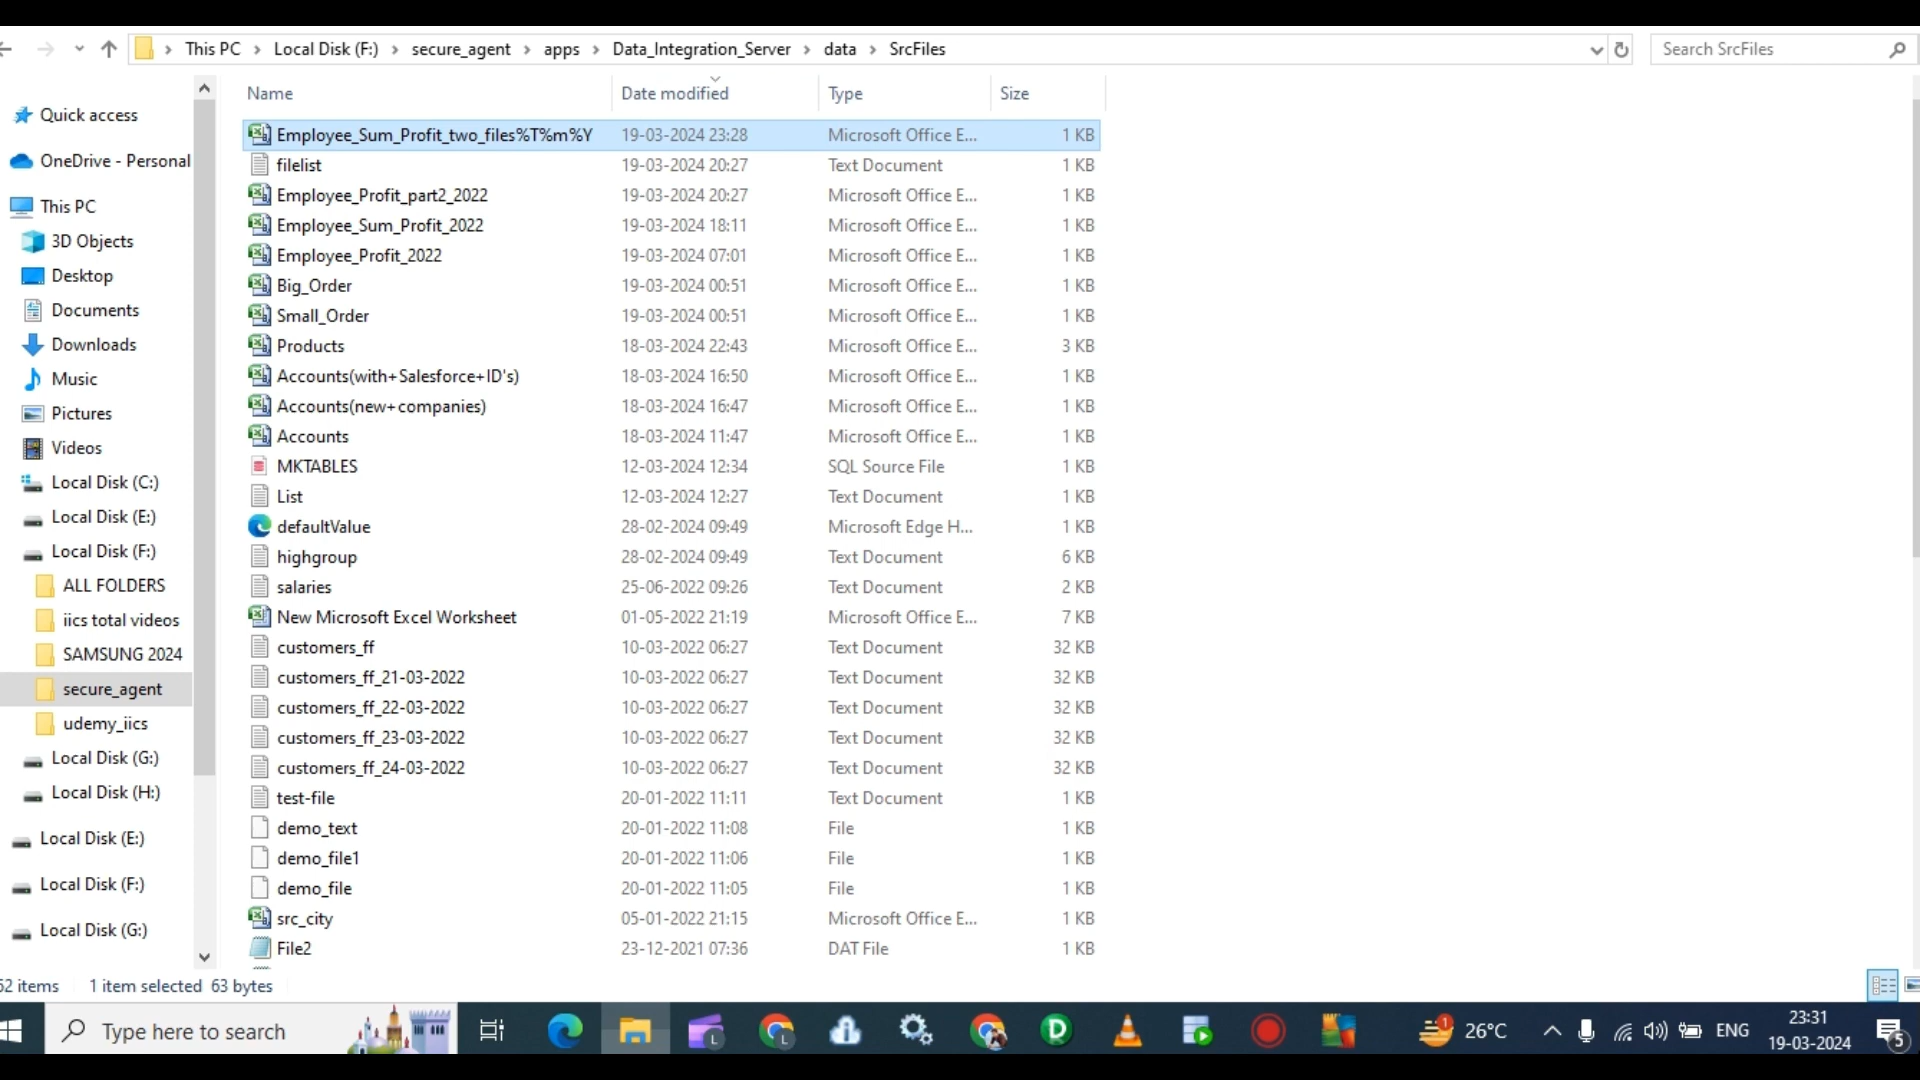 This PC > Local Disk (F:) > secure_agent > apps > Data_Integration_Server > data > SrcFiles
Search SrcFiles
Name Date modified Type Size
Quick access
OneDrive - Personal
This PC
3D Objects
Desktop
Documents
Downloads
Music
Pictures
Videos
Local Disk (C:)
Local Disk (E:)
Local Disk (F:)
ALL FOLDERS
iics total videos
SAMSUNG 2024
secure_agent
udemy_iics
Local Disk (G:)
Local Disk (H:)
Local Disk (E:)
Local Disk (F:)
Local Disk (G:)
Employee_Sum_Profit_two_files%T%m%Y 19-03-2024 23:28 Microsoft Office E... 1 KB
filelist 19-03-2024 20:27 Text Document 1 KB
Employee_Profit_part2_2022 19-03-2024 20:27 Microsoft Office E... 1 KB
Employee_Sum_Profit_2022 19-03-2024 18:11 Microsoft Office E... 1 KB
Employee_Profit_2022 19-03-2024 07:01 Microsoft Office E... 1 KB
Big_Order 19-03-2024 00:51 Microsoft Office E... 1 KB
Small_Order 19-03-2024 00:51 Microsoft Office E... 1 KB
Products 18-03-2024 22:43 Microsoft Office E... 3 KB
Accounts(with+Salesforce+ID's) 18-03-2024 16:50 Microsoft Office E... 1 KB
Accounts(new+companies) 18-03-2024 16:47 Microsoft Office E... 1 KB
Accounts 18-03-2024 11:47 Microsoft Office E... 1 KB
MKTABLES 12-03-2024 12:34 SQL Source File 1 KB
List 12-03-2024 12:27 Text Document 1 KB
defaultValue 28-02-2024 09:49 Microsoft Edge H... 1 KB
highgroup 28-02-2024 09:49 Text Document 6 KB
salaries 25-06-2022 09:26 Text Document 2 KB
New Microsoft Excel Worksheet 01-05-2022 21:19 Microsoft Office E... 7 KB
customers_ff 10-03-2022 06:27 Text Document 32 KB
customers_ff_21-03-2022 10-03-2022 06:27 Text Document 32 KB
customers_ff_22-03-2022 10-03-2022 06:27 Text Document 32 KB
customers_ff_23-03-2022 10-03-2022 06:27 Text Document 32 KB
customers_ff_24-03-2022 10-03-2022 06:27 Text Document 32 KB
test-file 20-01-2022 11:11 Text Document 1 KB
demo_text 20-01-2022 11:08 File 1 KB
demo_file1 20-01-2022 11:06 File 1 KB
demo_file 20-01-2022 11:05 File 1 KB
src_city 05-01-2022 21:15 Microsoft Office E... 1 KB
File2 23-12-2021 07:36 DAT File 1 KB
items 1 item selected 63 bytes
Type here to search
26°C
ENG
23:31
19-03-2024
5